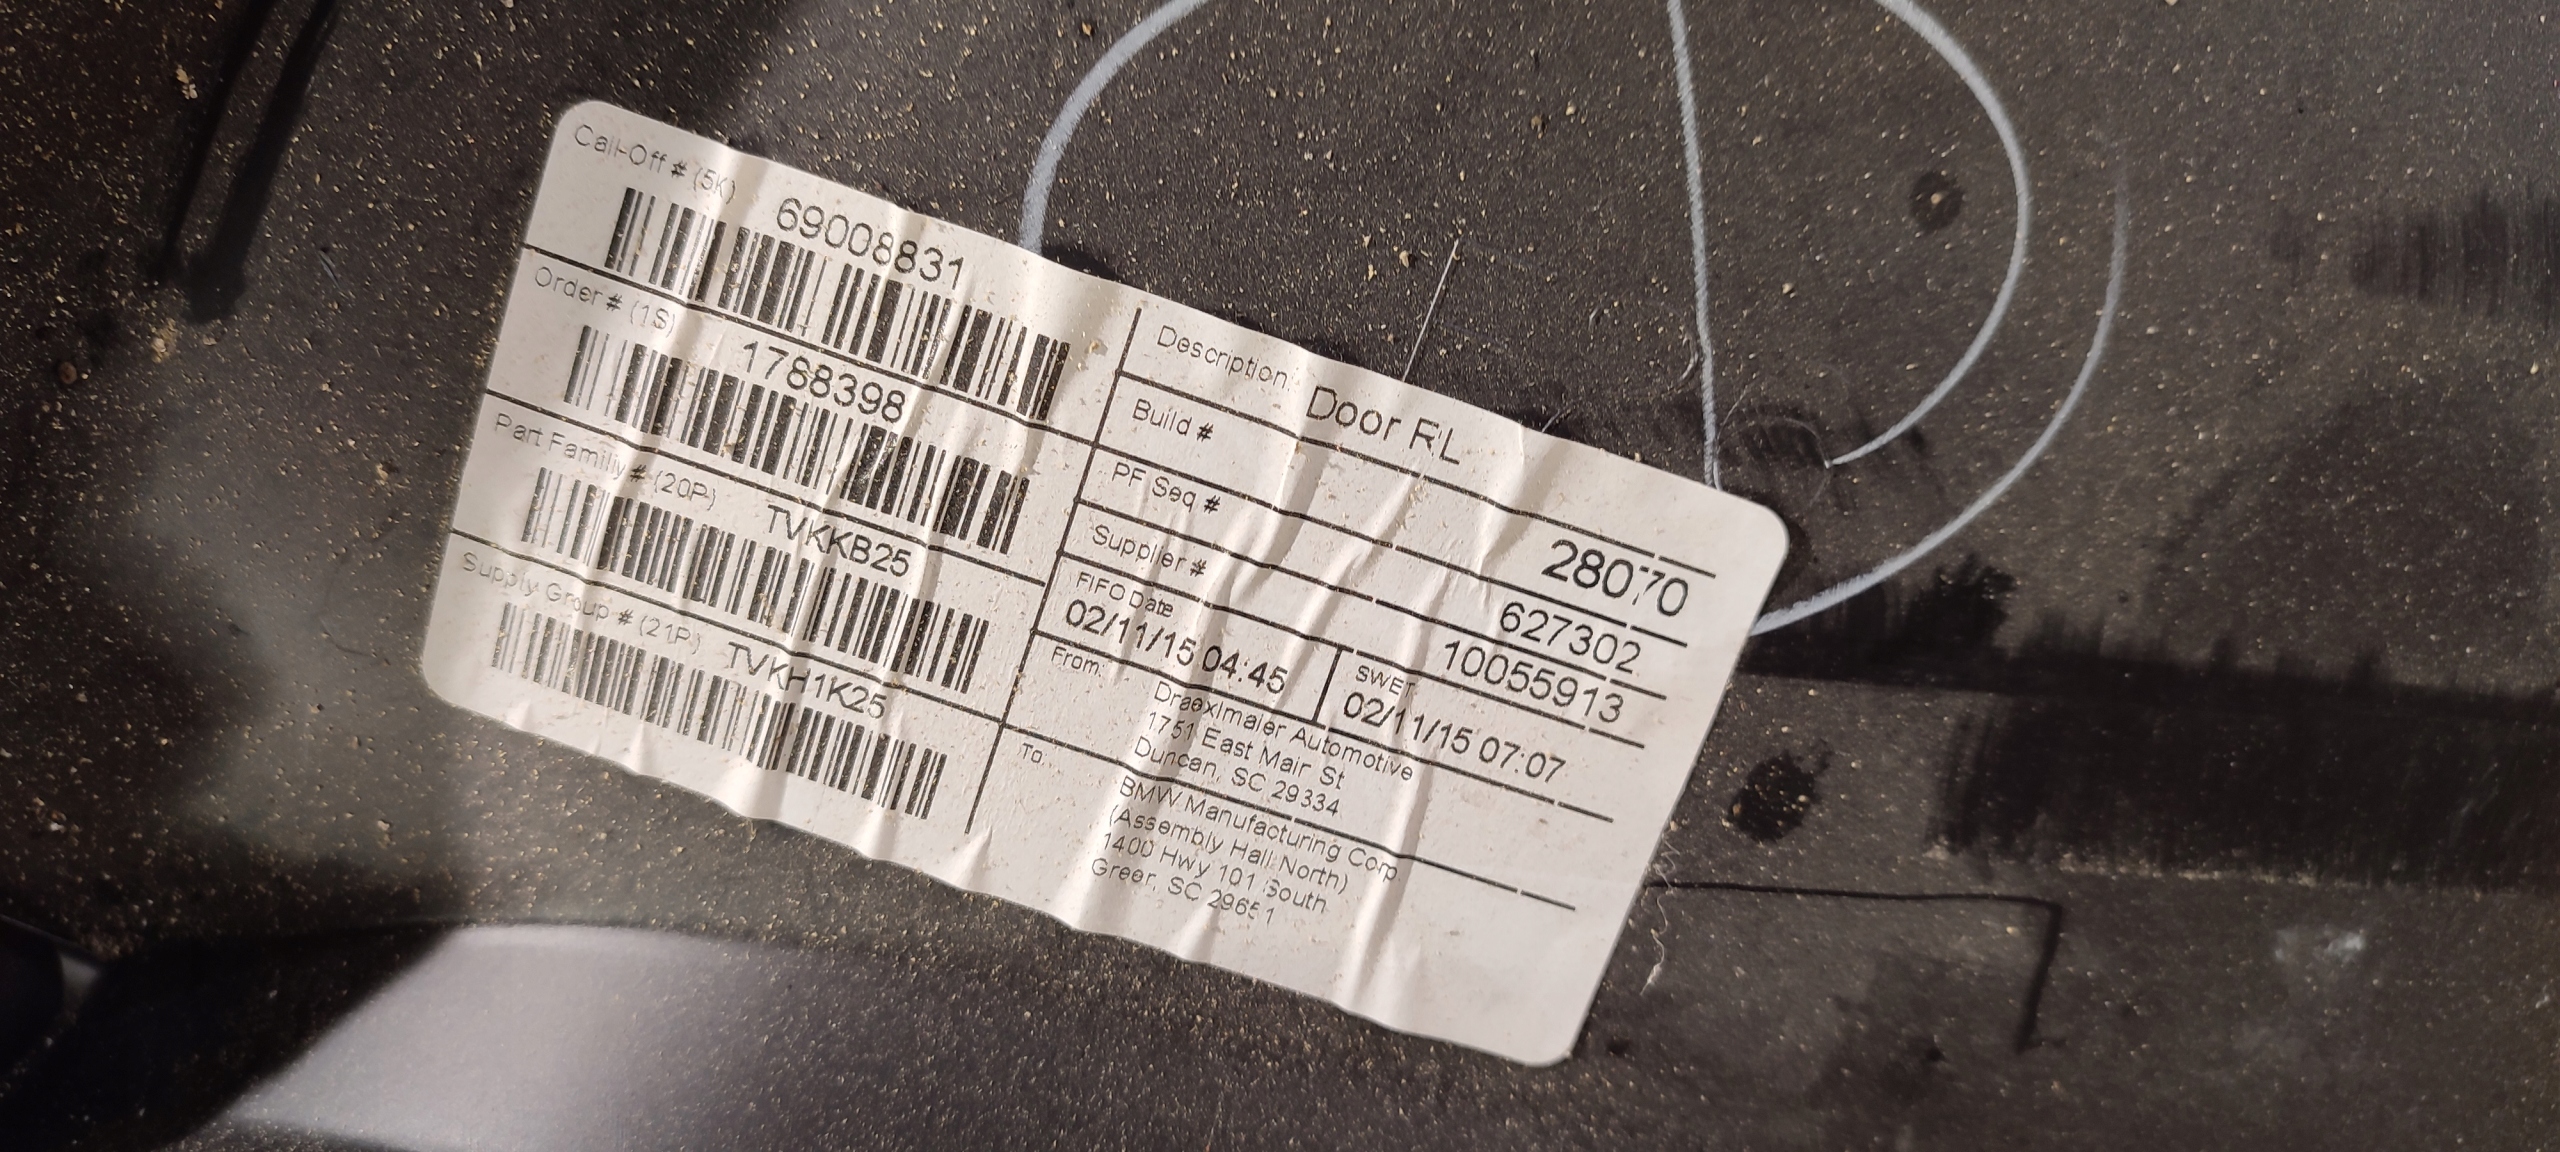 Call-Off # (5K)
69008831
Order # (1S)
1788398
Part Family # (20P)
TVKKB25
Supply Group # (21P)
TVKH1K25
Description: Door RL
Build # 28070
PF Seq # 627302
Supplier # 10055913
FIFO Date
02/11/15 04:45
SWET
02/11/15 07:07
From:
Draexlmaier Automotive
1751 East Main St
Duncan, SC 29334
To:
BMW Manufacturing Corp
(Assembly Hall North)
1400 Hwy 101 South
Greer, SC 29651